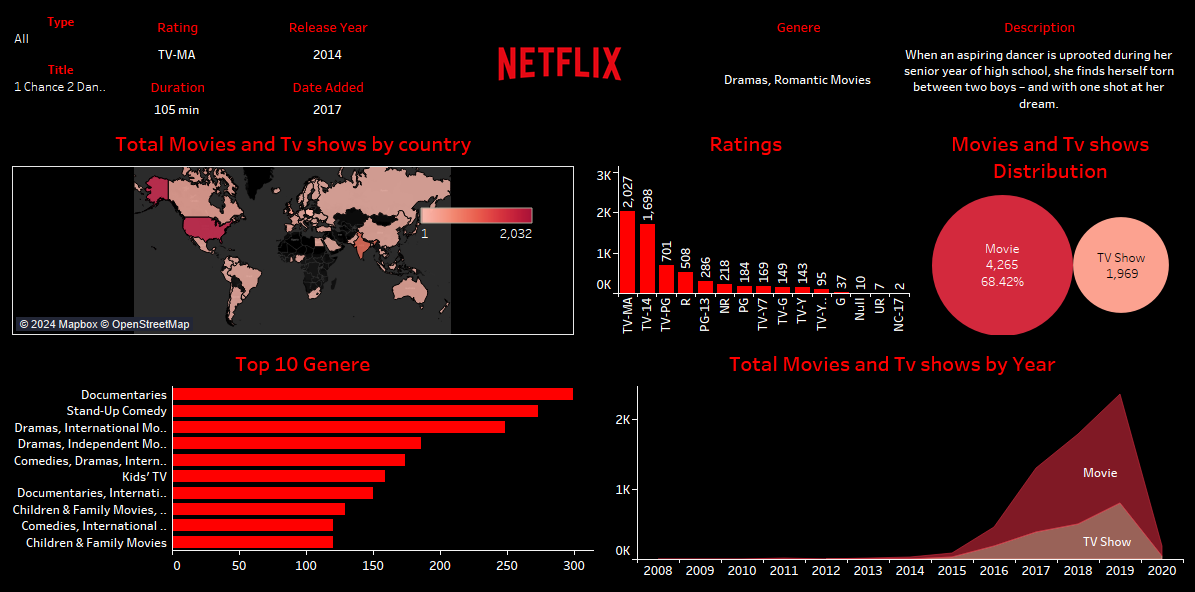 Type
All
Title
1 Chance 2 Dan..
Rating
TV-MA
Duration
105 min
Release Year
2014
Date Added
2017
NETFLIX
Genere
Dramas, Romantic Movies
Description
When an aspiring dancer is uprooted during her
senior year of high school, she finds herself torn
between two boys – and with one shot at her
dream.
Total Movies and Tv shows by country
1
2,032
© 2024 Mapbox © OpenStreetMap
Ratings
3K
2K
1K
0K
2,027
1,698
701
508
286
218
184
169
149
143
95
37
10
7
2
TV-MA
TV-14
TV-PG
R
PG-13
NR
PG
TV-Y7
TV-G
TV-Y
TV-Y..
G
Null
UR
NC-17
Movies and Tv shows
Distribution
Movie
4,265
68.42%
TV Show
1,969
Top 10 Genere
Documentaries
Stand-Up Comedy
Dramas, International Mo..
Dramas, Independent Mo..
Comedies, Dramas, Intern..
Kids' TV
Documentaries, Internati..
Children & Family Movies, ..
Comedies, International ..
Children & Family Movies
0 50 100 150 200 250 300
Total Movies and Tv shows by Year
2K
1K
0K
Movie
TV Show
2008 2009 2010 2011 2012 2013 2014 2015 2016 2017 2018 2019 2020